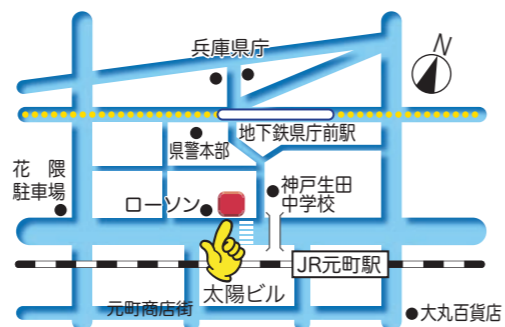 兵庫県庁
N
地下鉄県庁前駅
県警本部
花 隈
駐車場
ローソン
神戸生田
中学校
JR元町駅
太陽ビル
元町商店街
大丸百貨店